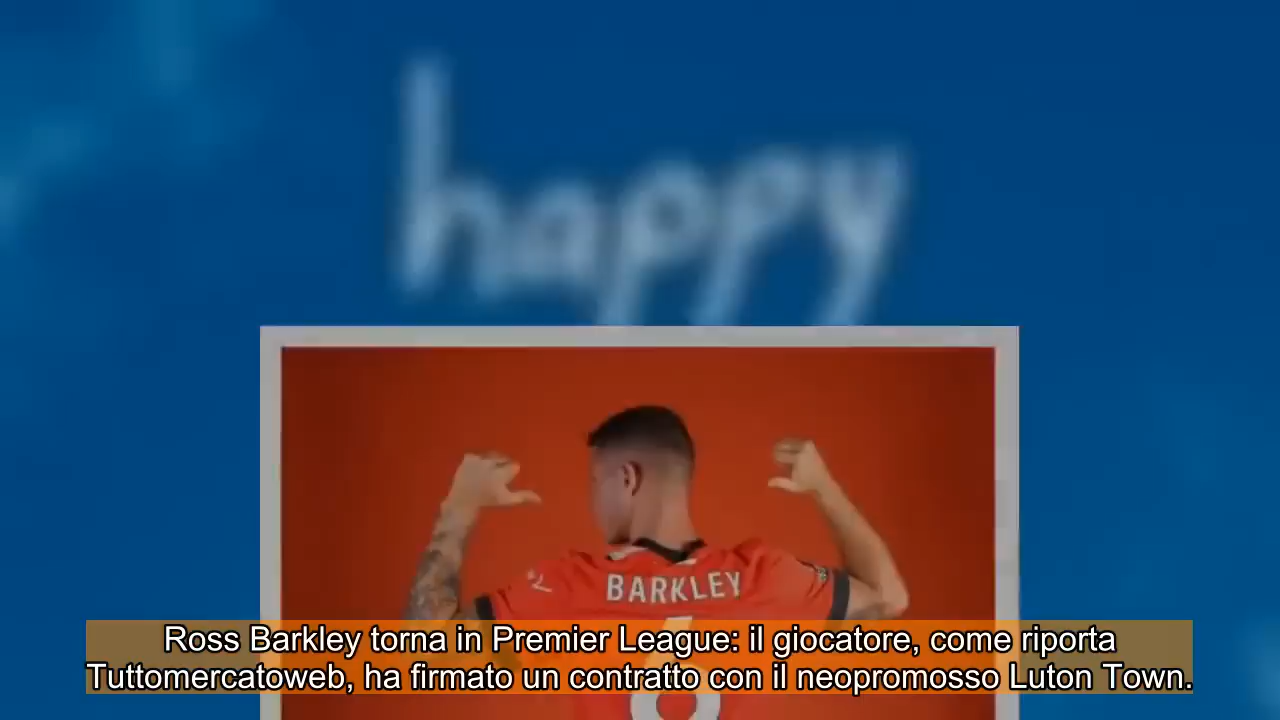 happy
BARKLEY
6
Ross Barkley torna in Premier League: il giocatore, come riporta
Tuttomercatoweb, ha firmato un contratto con il neopromosso Luton Town.